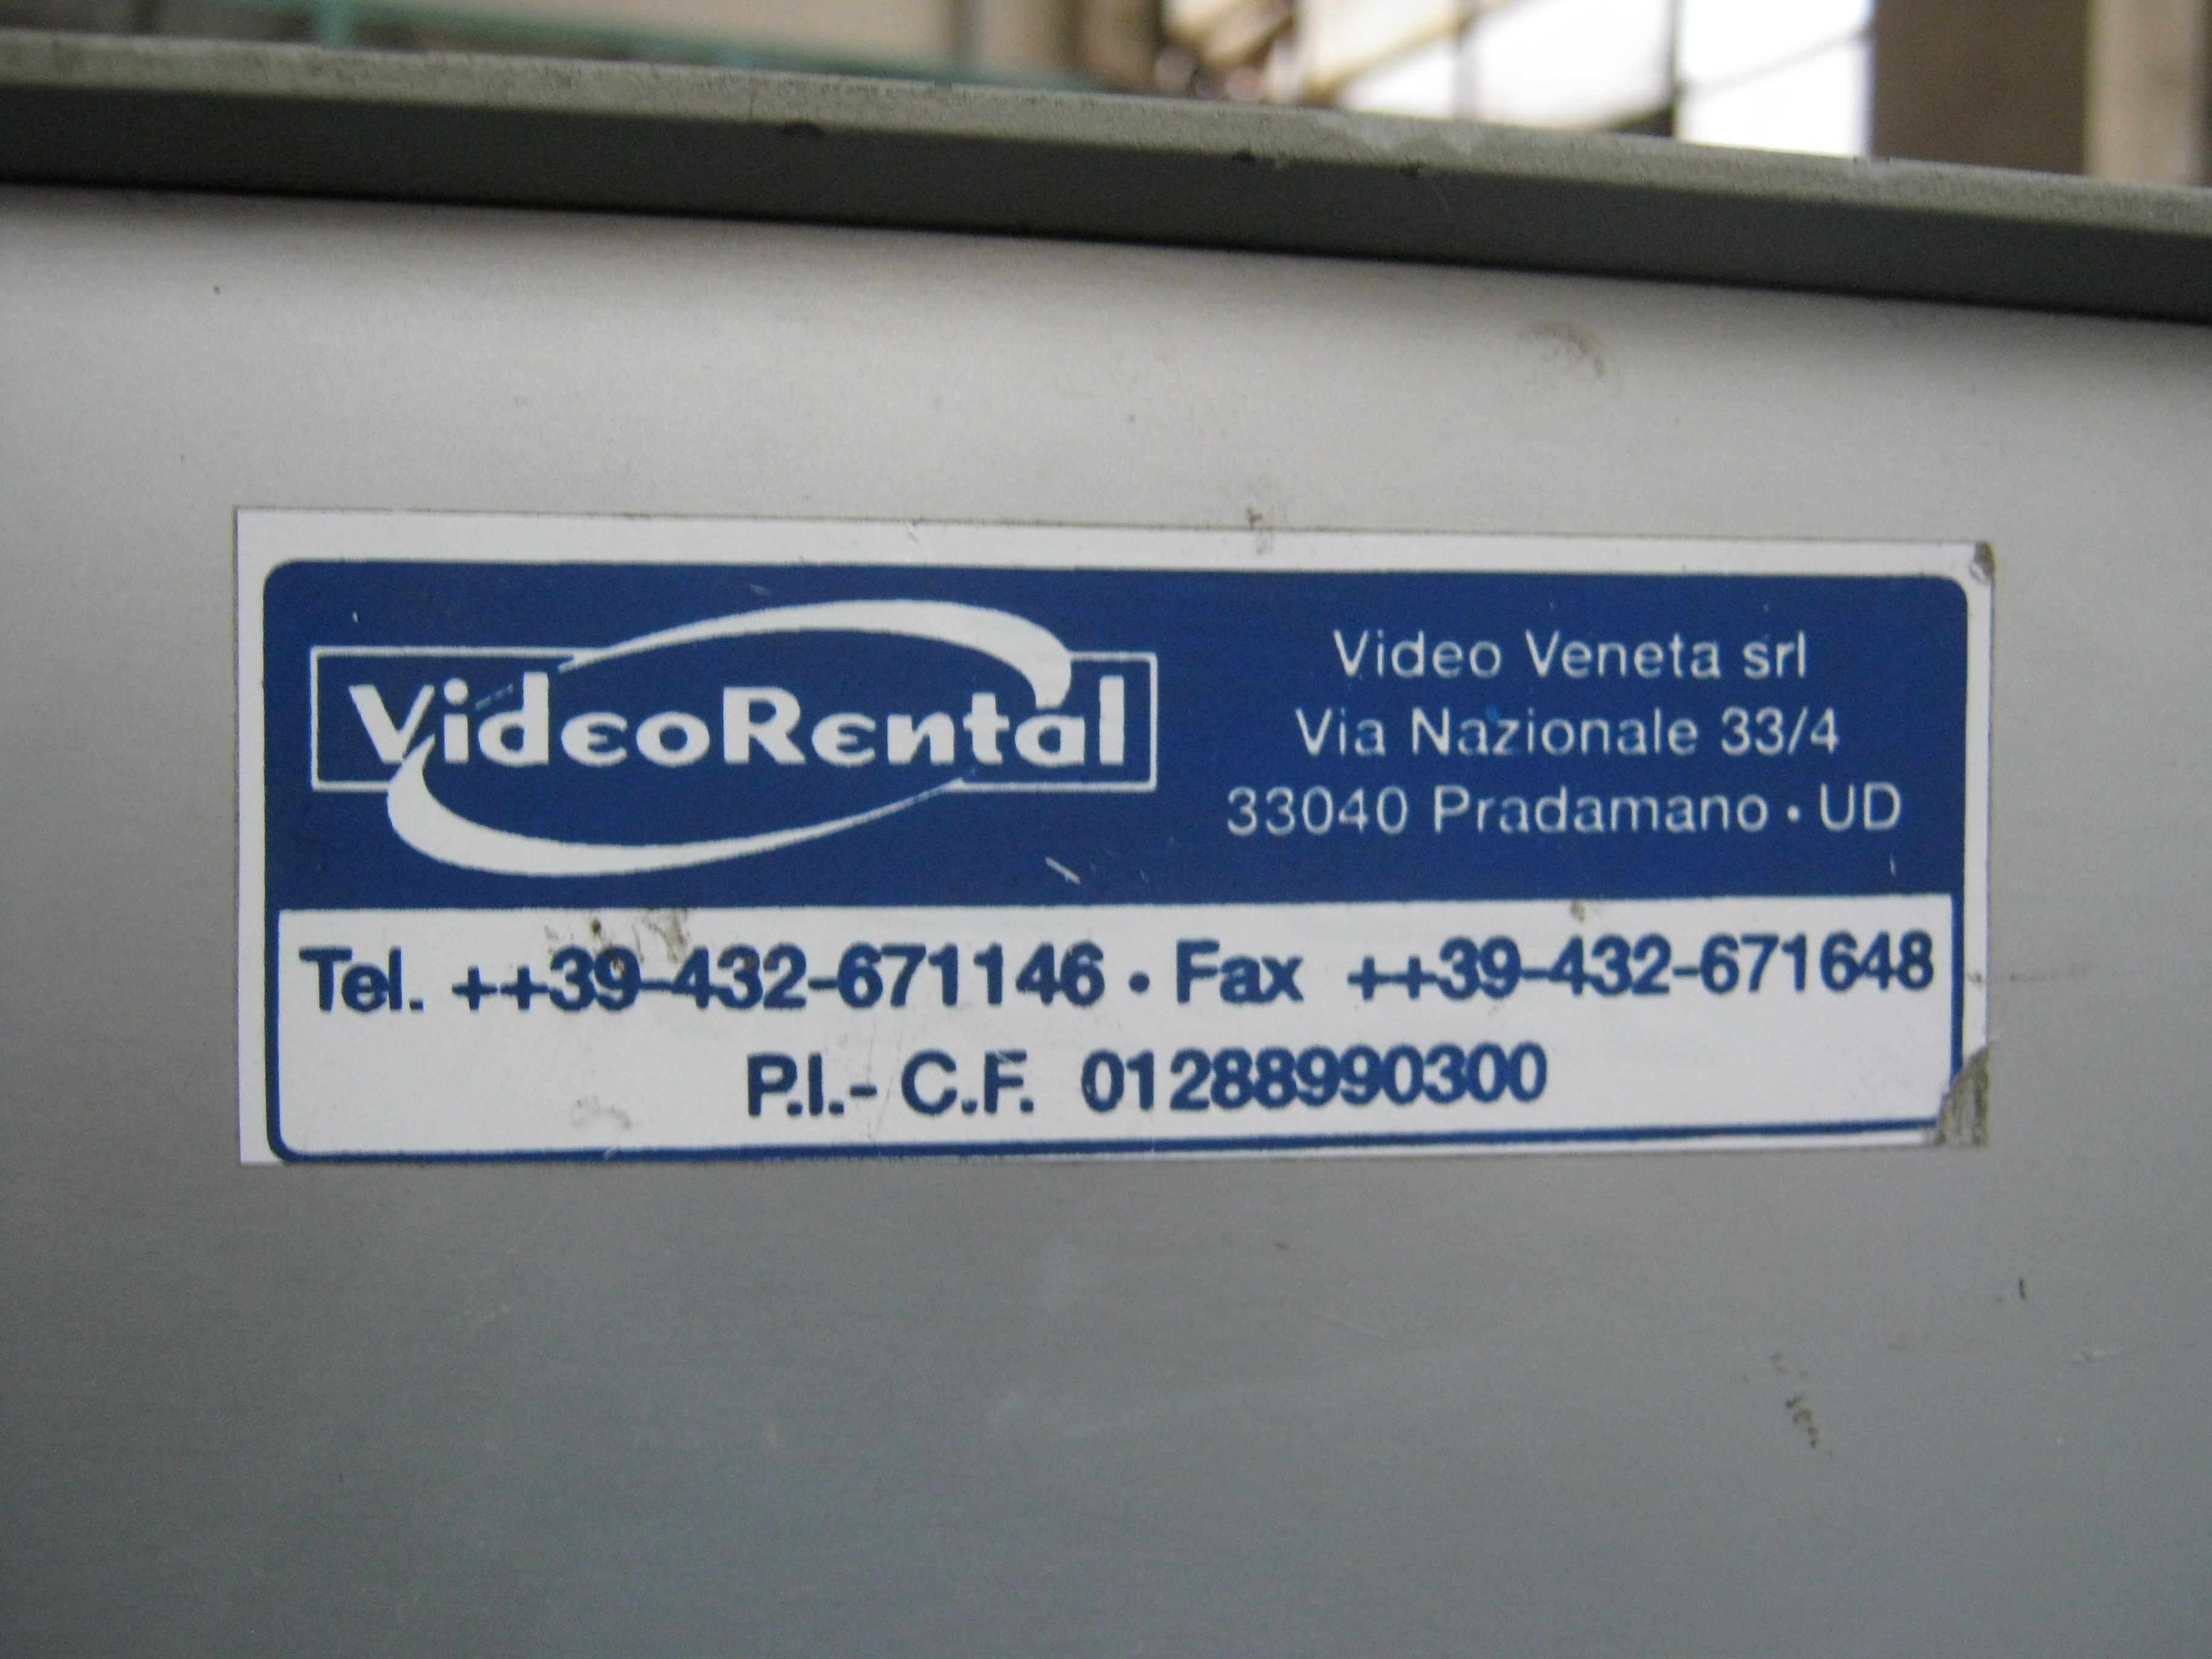 VideoRental
Video Veneta srl
Via Nazionale 33/4
33040 Pradamano • UD
Tel. ++39-432-671146 • Fax ++39-432-671648
P.I.- C.F. 01288990300